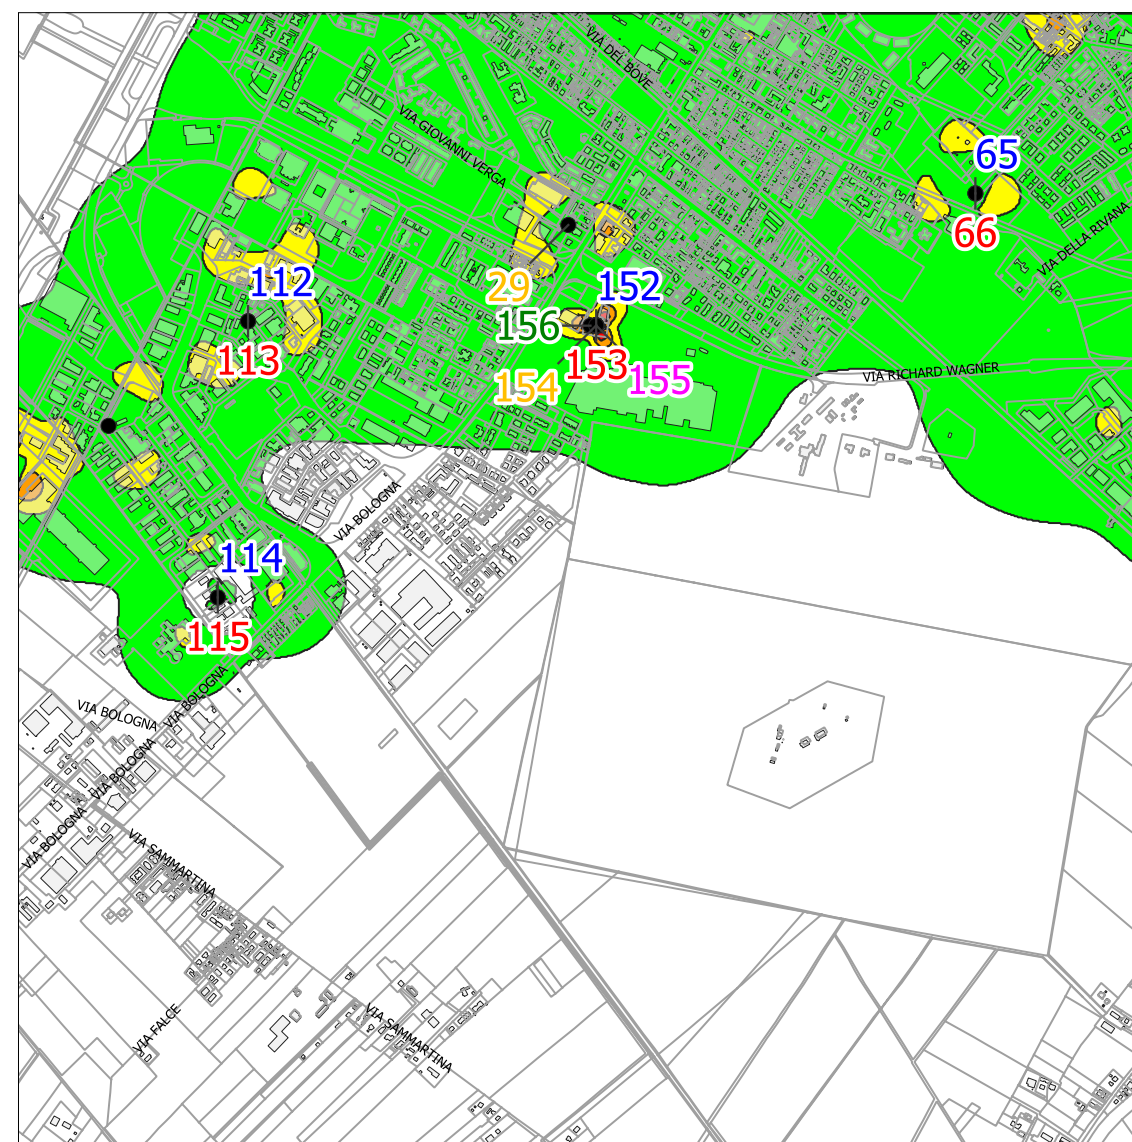 VIA DEL BOVE
VIA GIOVANNI VERGA
65
66
VIA DELLA RIVANA
112
29
152
156
113
153
154
155
VIA RICHARD WAGNER
VIA BOLOGNA
114
115
VIA BOLOGNA
VIA BOLOGNA
VIA BOLOGNA
VIA BOLOGNA
VIA SAMMARTINA
VIA FALCE
VIA SAMMARTINA